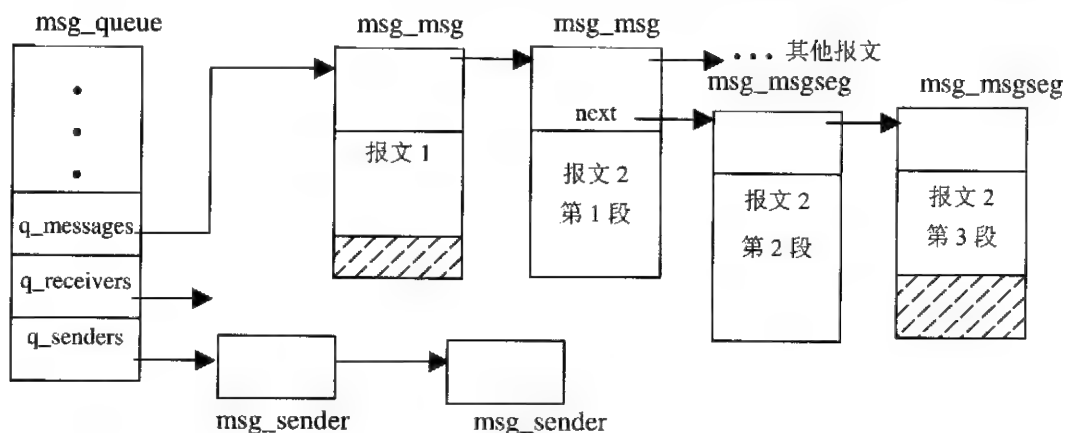 msg_queue
msg_msg
msg_msg
其他报文
msg_msgseg
msg_msgseg
next
报文 1
报文 2
第 1 段
报文 2
第 2 段
报文 2
第 3 段
q_messages
q_receivers
q_senders
msg_sender
msg_sender